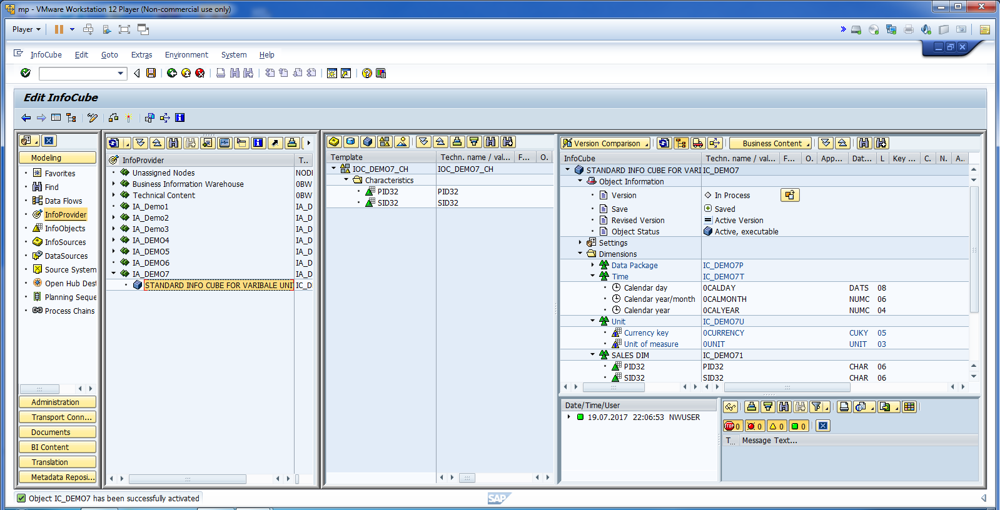 mp - VMware Workstation 12 Player (Non-commercial use only)
Player
InfoCube Edit Goto Extras Environment System Help
Edit InfoCube
Modeling
Favorites
Find
Data Flows
InfoProvider
InfoObjects
InfoSources
DataSources
Source System
Open Hub Dest
Planning Seque
Process Chains
Administration
Transport Conn...
Documents
BI Content
Translation
Metadata Reposi...
InfoProvider T..
Unassigned Nodes NODE
Business Information Warehouse 0BW
Technical Content 0BW
IA_Demo1 IA_D
IA_Demo2 IA_D
IA_Demo3 IA_D
IA_DEMO4 IA_D
IA_DEMO5 IA_D
IA_DEMO6 IA_D
IA_DEMO7 IA_D
STANDARD INFO CUBE FOR VARIBALE UNI IC_D
Template Techn. name / val... F... O.
IOC_DEMO7_CH IOC_DEMO7_CH
Characteristics
PID32 PID32
SID32 SID32
Version Comparison Business Content
InfoCube Techn. name / val... F... O.. App... Dat... L Key ... C. N. A..
STANDARD INFO CUBE FOR VARI IC_DEMO7
Object Information
Version In Process
Save Saved
Revised Version Active Version
Object Status Active, executable
Settings
Dimensions
Data Package IC_DEMO7P
Time IC_DEMO7T
Calendar day 0CALDAY DATS 08
Calendar year/month 0CALMONTH NUMC 06
Calendar year 0CALYEAR NUMC 04
Unit IC_DEMO7U
Currency key 0CURRENCY CUKY 05
Unit of measure 0UNIT UNIT 03
SALES DIM IC_DEMO71
PID32 PID32 CHAR 06
SID32 SID32 CHAR 06
Date/Time/User
19.07.2017 22:06:53 NWUSER
STOP 0 0 0 0
T... Message Text...
Object IC_DEMO7 has been successfully activated
SAP